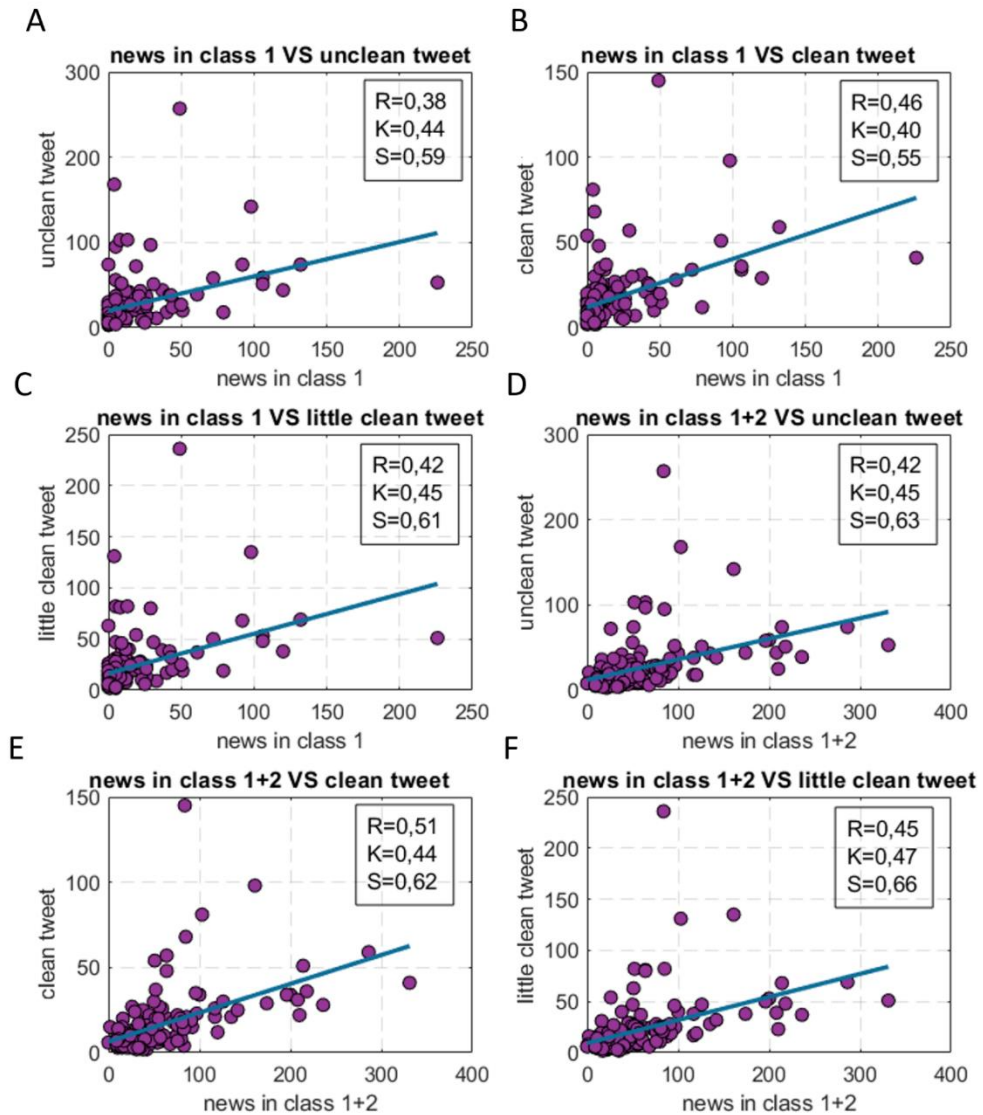 A
news in class 1 VS unclean tweet
300
200
100
0
unclean tweet
R=0,38
K=0,44
S=0,59
0 50 100 150 200 250
news in class 1
B
news in class 1 VS clean tweet
150
100
50
0
clean tweet
R=0,46
K=0,40
S=0,55
0 50 100 150 200 250
news in class 1
C
news in class 1 VS little clean tweet
250
200
150
100
50
0
little clean tweet
R=0,42
K=0,45
S=0,61
0 50 100 150 200 250
news in class 1
D
news in class 1+2 VS unclean tweet
300
200
100
0
unclean tweet
R=0,42
K=0,45
S=0,63
0 100 200 300 400
news in class 1+2
E
news in class 1+2 VS clean tweet
150
100
50
0
clean tweet
R=0,51
K=0,44
S=0,62
0 100 200 300 400
news in class 1+2
F
news in class 1+2 VS little clean tweet
250
200
150
100
50
0
little clean tweet
R=0,45
K=0,47
S=0,66
0 100 200 300 400
news in class 1+2